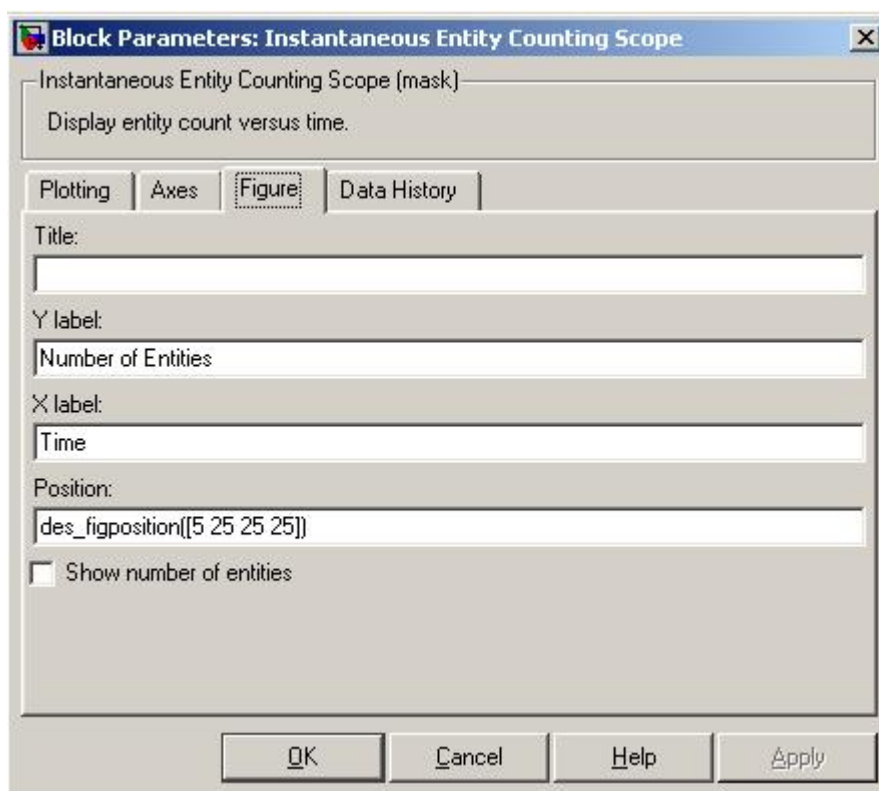 Block Parameters: Instantaneous Entity Counting Scope
Instantaneous Entity Counting Scope (mask)
Display entity count versus time.
Plotting Axes Figure Data History
Title:
Y label:
Number of Entities
X label:
Time
Position:
des_figposition([5 25 25 25])
Show number of entities
OK Cancel Help Apply